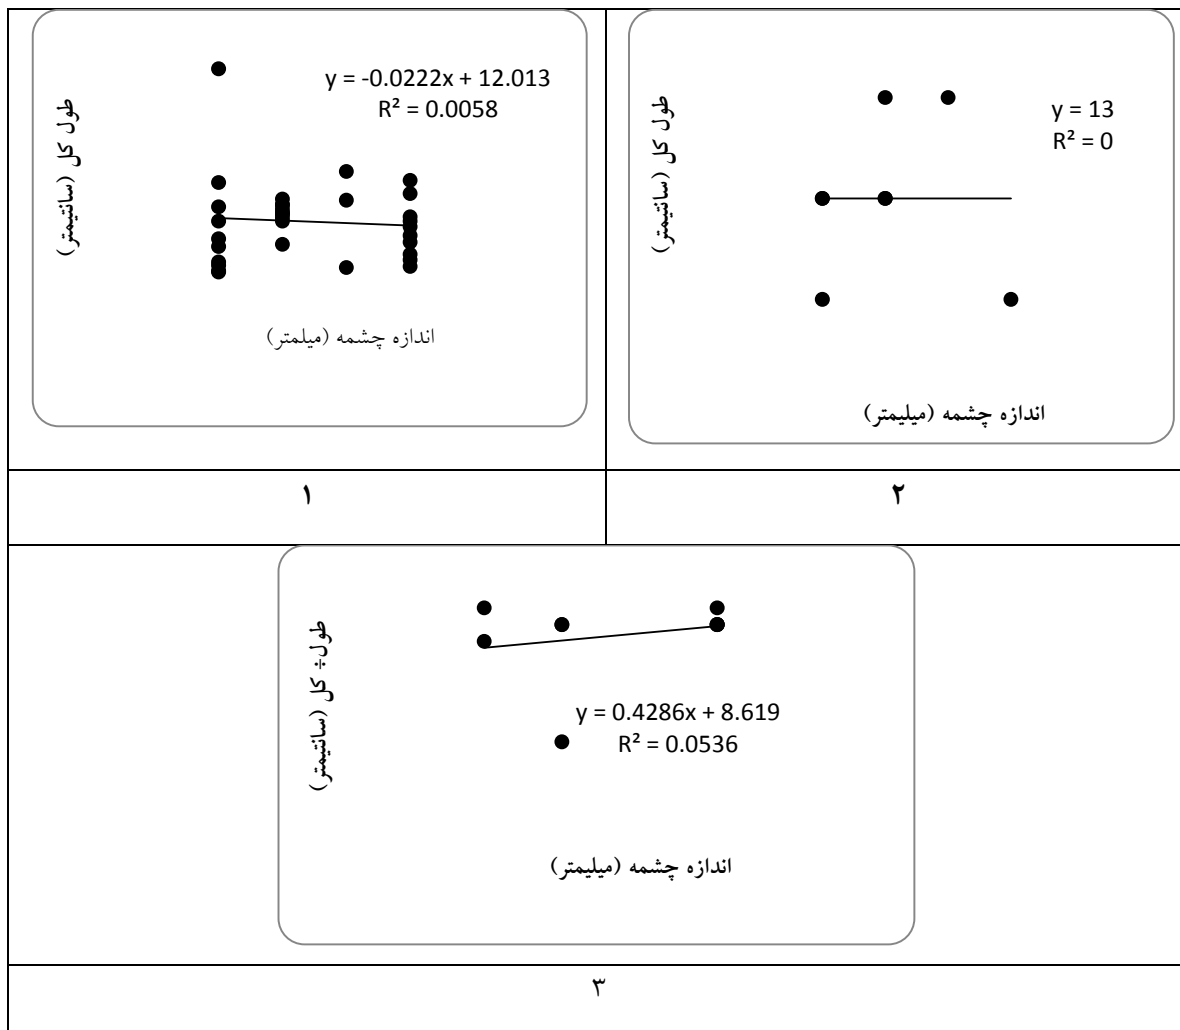 y = -0.0222x + 12.013
R² = 0.0058
طول کل (سانتیمتر)
اندازه چشمه (میلمتر)
y = 13
R² = 0
طول کل (سانتیمتر)
اندازه چشمه (میلیمتر)
۱
۲
طول÷ کل (سانتیمتر)
y = 0.4286x + 8.619
R² = 0.0536
اندازه چشمه (میلیمتر)
۳